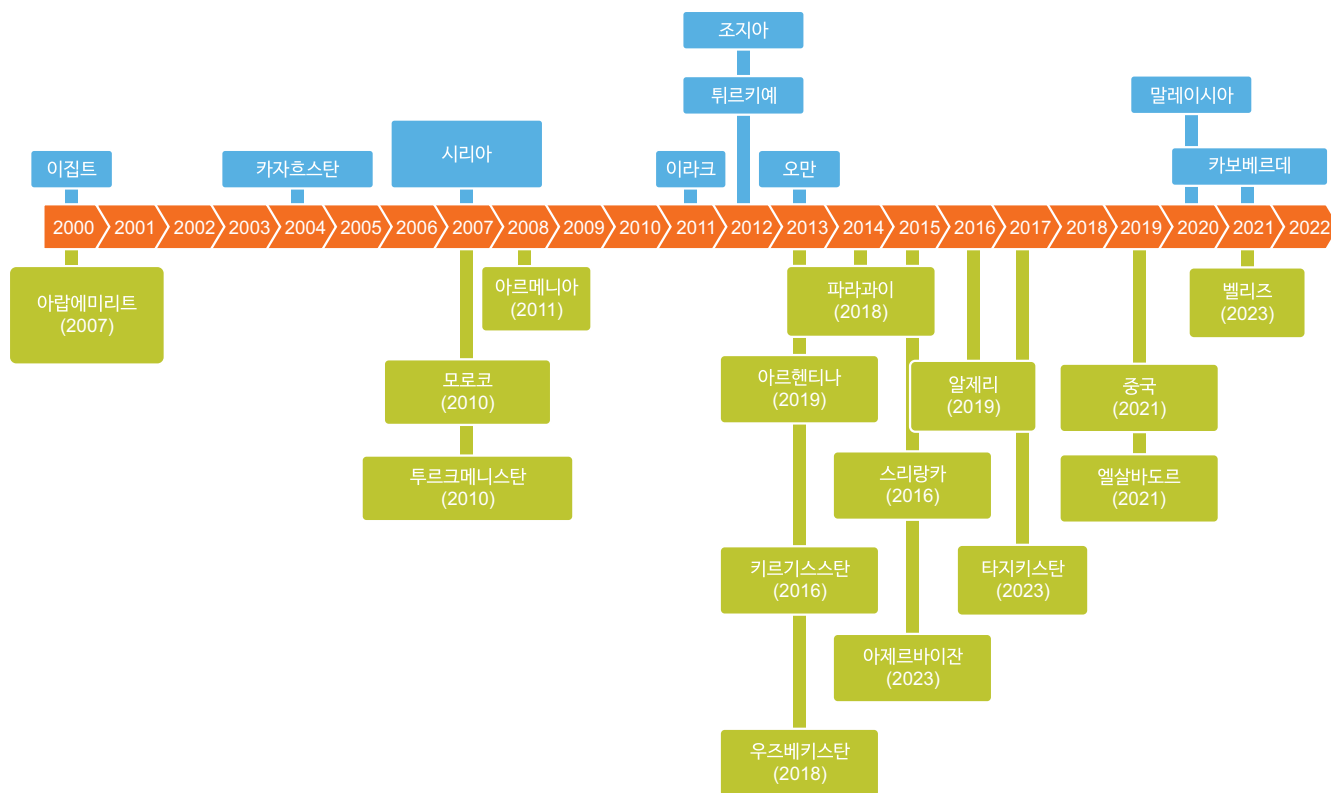 조지아
튀르키예
말레이시아
이집트
카자흐스탄
시리아
이라크
오만
카보베르데
2000 2001 2002 2003 2004 2005 2006 2007 2008 2009 2010 2011 2012 2013 2014 2015 2016 2017 2018 2019 2020 2021 2022
아랍에미리트
(2007)
아르메니아
(2011)
파라과이
(2018)
벨리즈
(2023)
모로코
(2010)
아르헨티나
(2019)
알제리
(2019)
중국
(2021)
투르크메니스탄
(2010)
스리랑카
(2016)
엘살바도르
(2021)
키르기스스탄
(2016)
타지키스탄
(2023)
아제르바이잔
(2023)
우즈베키스탄
(2018)